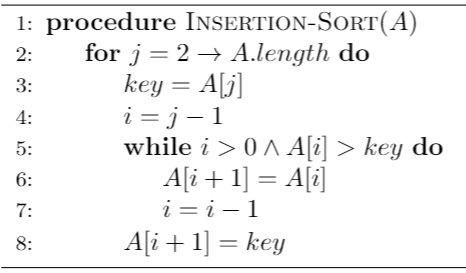 1: procedure INSERTION-SORT(A)
2: for j = 2 → A.length do
3: key = A[j]
4: i = j − 1
5: while i > 0 ∧ A[i] > key do
6: A[i + 1] = A[i]
7: i = i − 1
8: A[i + 1] = key